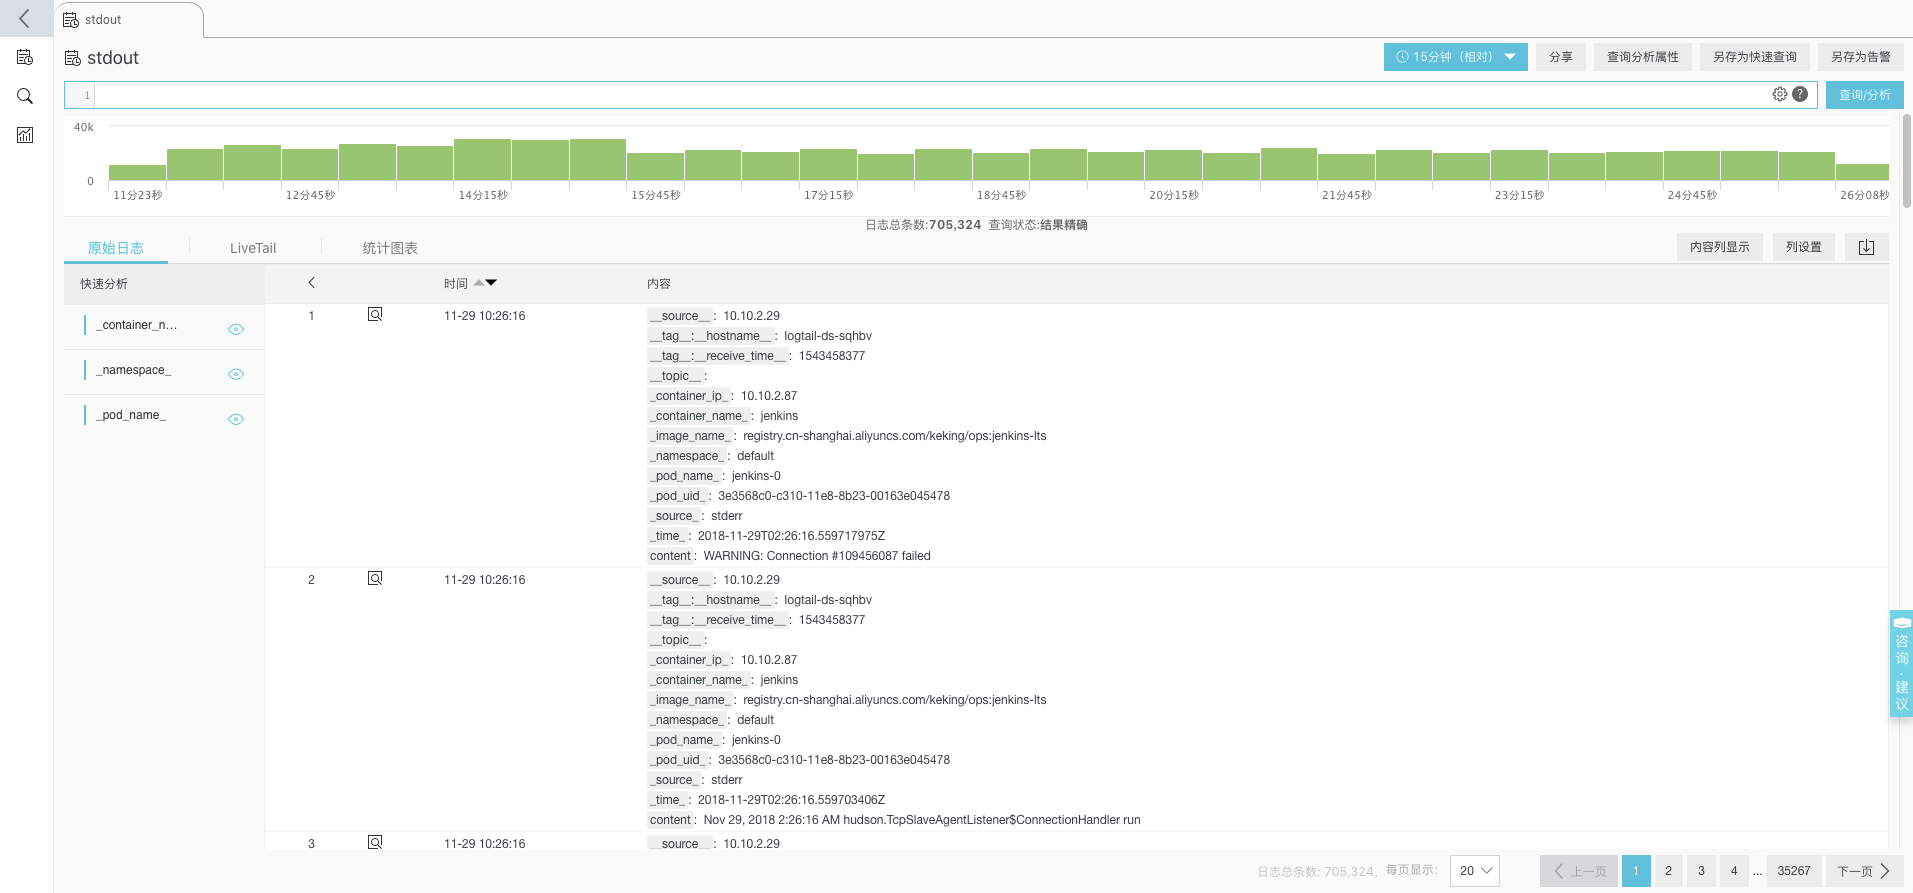 stdout
stdout
15分钟（相对）
分享
查询分析属性
另存为快速查询
另存为告警
1
?
查询/分析
40k
0
11分23秒
12分45秒
14分15秒
15分45秒
17分15秒
18分45秒
20分15秒
21分45秒
23分15秒
24分45秒
26分08秒
日志总条数:705,324 查询状态:结果精确
原始日志
LiveTail
统计图表
内容列显示
列设置
快速分析
时间
内容
_container_n...
_namespace_
_pod_name_
1
11-29 10:26:16
__source__: 10.10.2.29
__tag__:__hostname__: logtail-ds-sqhbv
__tag__:__receive_time__: 1543458377
__topic__:
_container_ip_: 10.10.2.87
_container_name_: jenkins
_image_name_: registry.cn-shanghai.aliyuncs.com/keking/ops:jenkins-lts
_namespace_: default
_pod_name_: jenkins-0
_pod_uid_: 3e3568c0-c310-11e8-8b23-00163e045478
_source_: stderr
_time_: 2018-11-29T02:26:16.559717975Z
content: WARNING: Connection #109456087 failed
2
11-29 10:26:16
__source__: 10.10.2.29
__tag__:__hostname__: logtail-ds-sqhbv
__tag__:__receive_time__: 1543458377
__topic__:
_container_ip_: 10.10.2.87
_container_name_: jenkins
_image_name_: registry.cn-shanghai.aliyuncs.com/keking/ops:jenkins-lts
_namespace_: default
_pod_name_: jenkins-0
_pod_uid_: 3e3568c0-c310-11e8-8b23-00163e045478
_source_: stderr
_time_: 2018-11-29T02:26:16.559703406Z
content: Nov 29, 2018 2:26:16 AM hudson.TcpSlaveAgentListener$ConnectionHandler run
3
11-29 10:26:16
__source__: 10.10.2.29
咨询·建议
日志总条数: 705,324, 每页显示: 20
上一页
1
2
3
4
...
35267
下一页